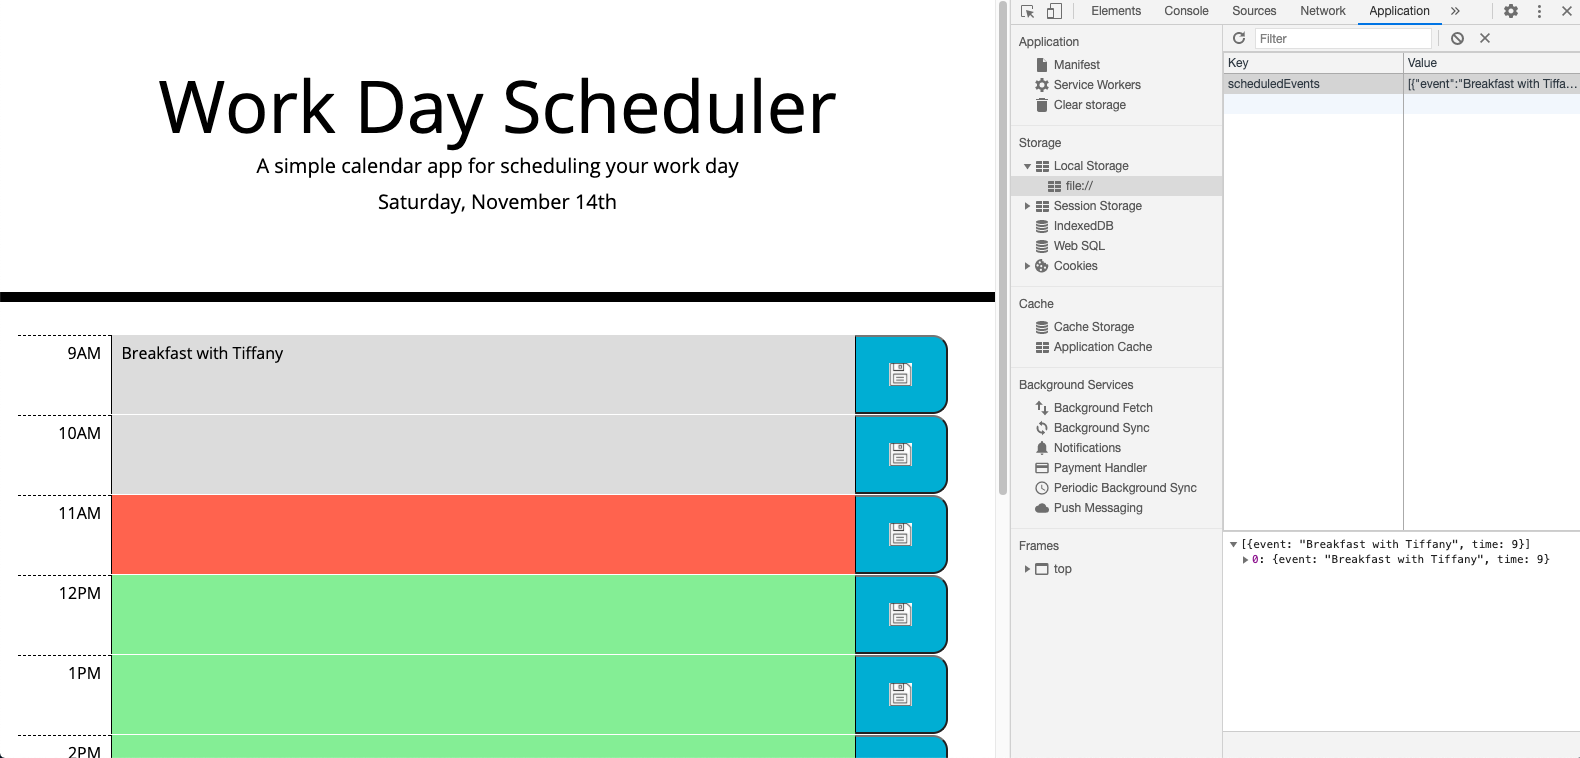 Work Day Scheduler
A simple calendar app for scheduling your work day
Saturday, November 14th
9AM
Breakfast with Tiffany
10AM
11AM
12PM
1PM
2PM
Elements Console Sources Network Application
Application
Manifest
Service Workers
Clear storage
Storage
Local Storage
file://
Session Storage
IndexedDB
Web SQL
Cookies
Cache
Cache Storage
Application Cache
Background Services
Background Fetch
Background Sync
Notifications
Payment Handler
Periodic Background Sync
Push Messaging
Frames
top
Filter
Key Value
scheduledEvents [{"event":"Breakfast with Tiffa…
[{event: "Breakfast with Tiffany", time: 9}]
0: {event: "Breakfast with Tiffany", time: 9}